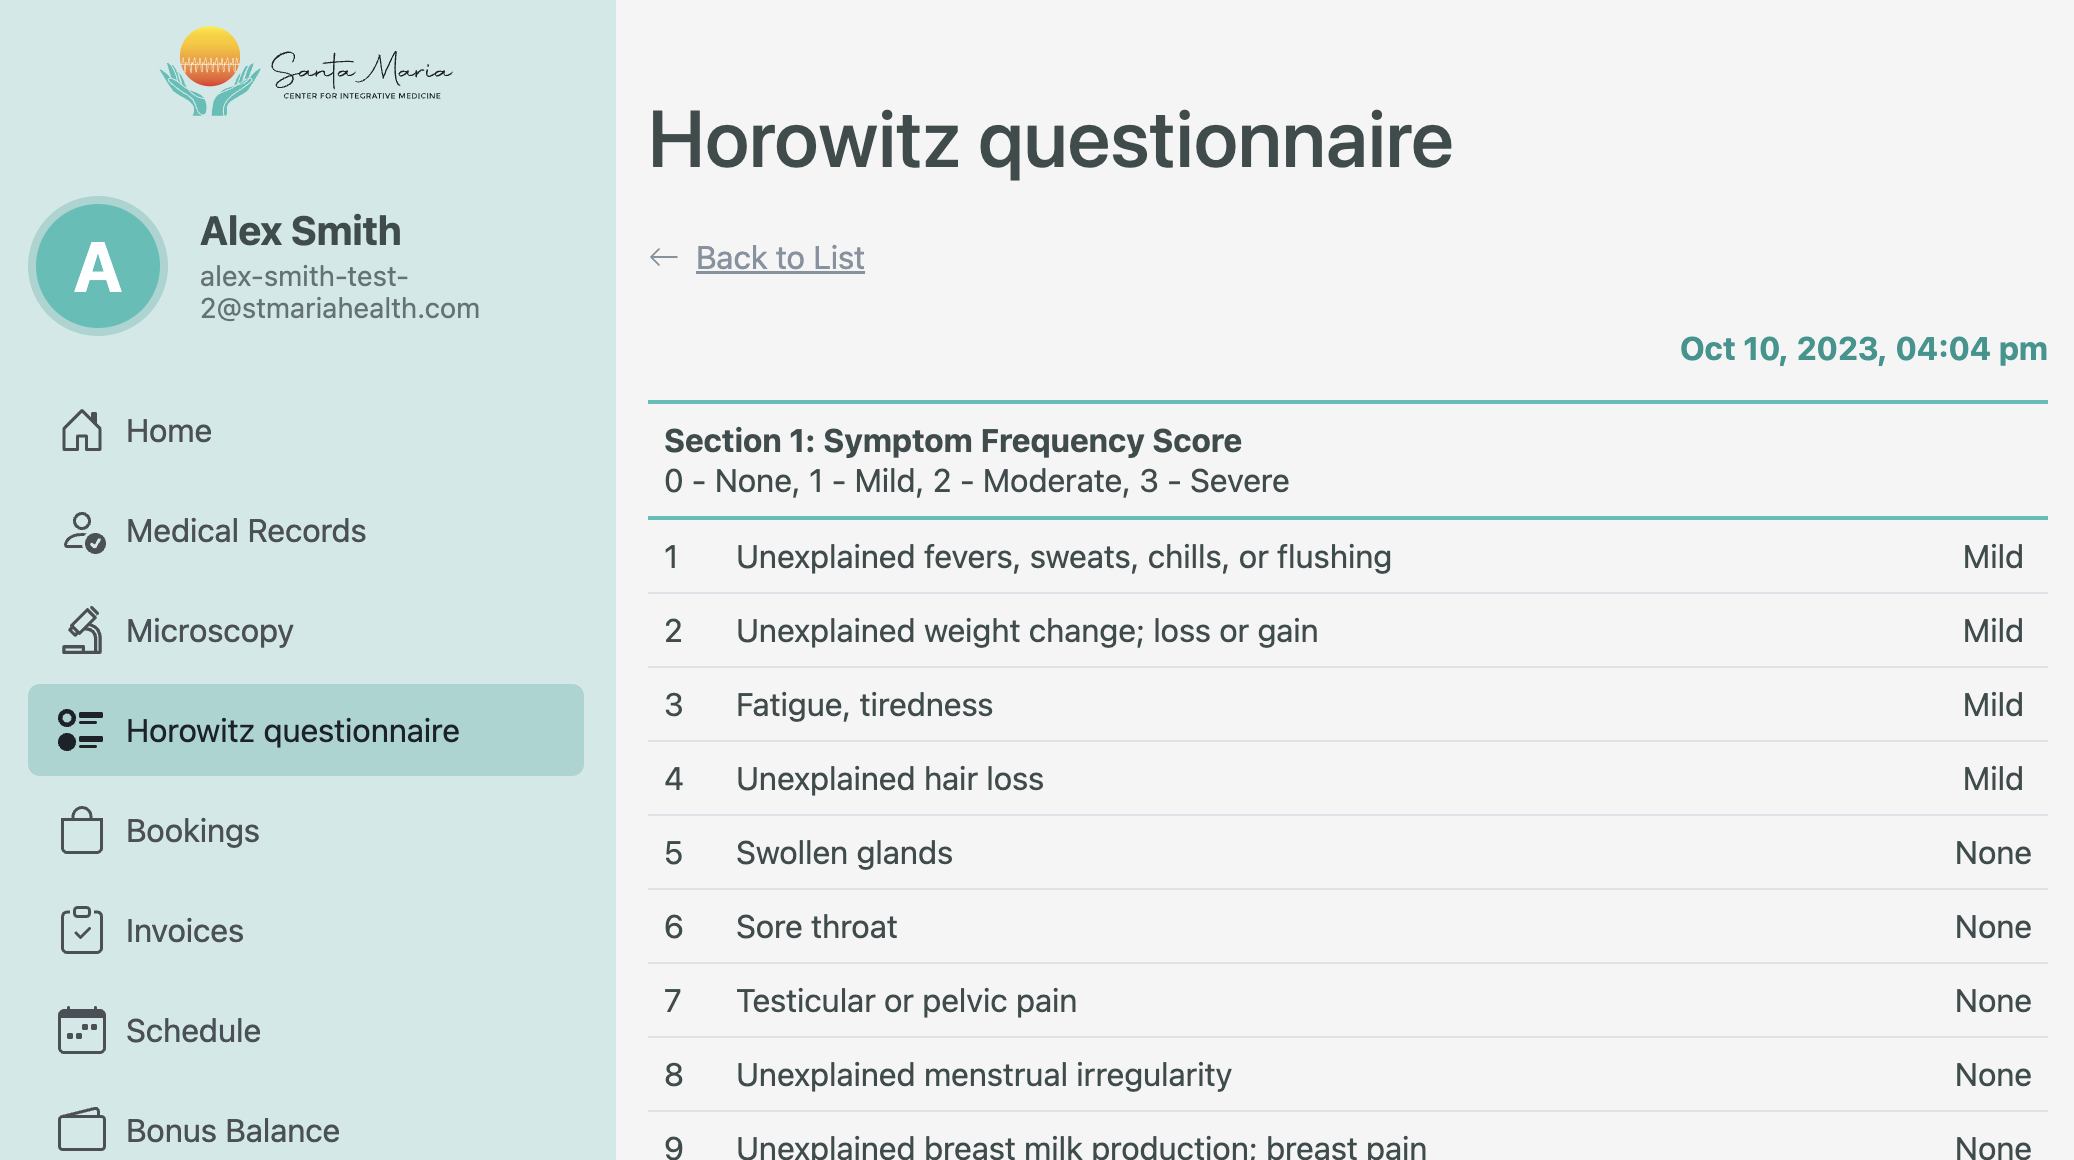 Santa Maria
CENTER FOR INTEGRATIVE MEDICINE
A
Alex Smith
alex-smith-test-
2@stmariahealth.com
Home
Medical Records
Microscopy
Horowitz questionnaire
Bookings
Invoices
Schedule
Bonus Balance
Horowitz questionnaire
← Back to List
Oct 10, 2023, 04:04 pm
Section 1: Symptom Frequency Score
0 - None, 1 - Mild, 2 - Moderate, 3 - Severe
1 Unexplained fevers, sweats, chills, or flushing Mild
2 Unexplained weight change; loss or gain Mild
3 Fatigue, tiredness Mild
4 Unexplained hair loss Mild
5 Swollen glands None
6 Sore throat None
7 Testicular or pelvic pain None
8 Unexplained menstrual irregularity None
9 Unexplained breast milk production; breast pain None